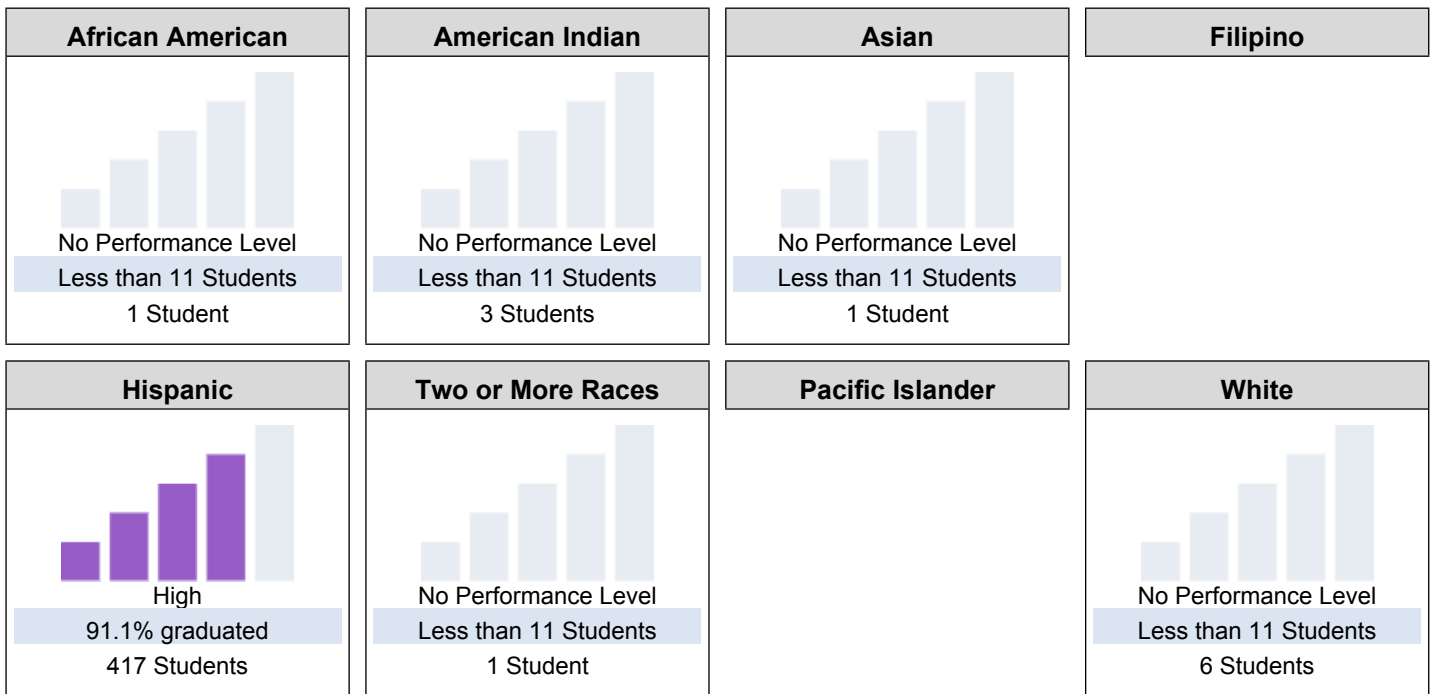 African American
No Performance Level
Less than 11 Students
1 Student
American Indian
No Performance Level
Less than 11 Students
3 Students
Asian
No Performance Level
Less than 11 Students
1 Student
Filipino
Hispanic
High
91.1% graduated
417 Students
Two or More Races
No Performance Level
Less than 11 Students
1 Student
Pacific Islander
White
No Performance Level
Less than 11 Students
6 Students